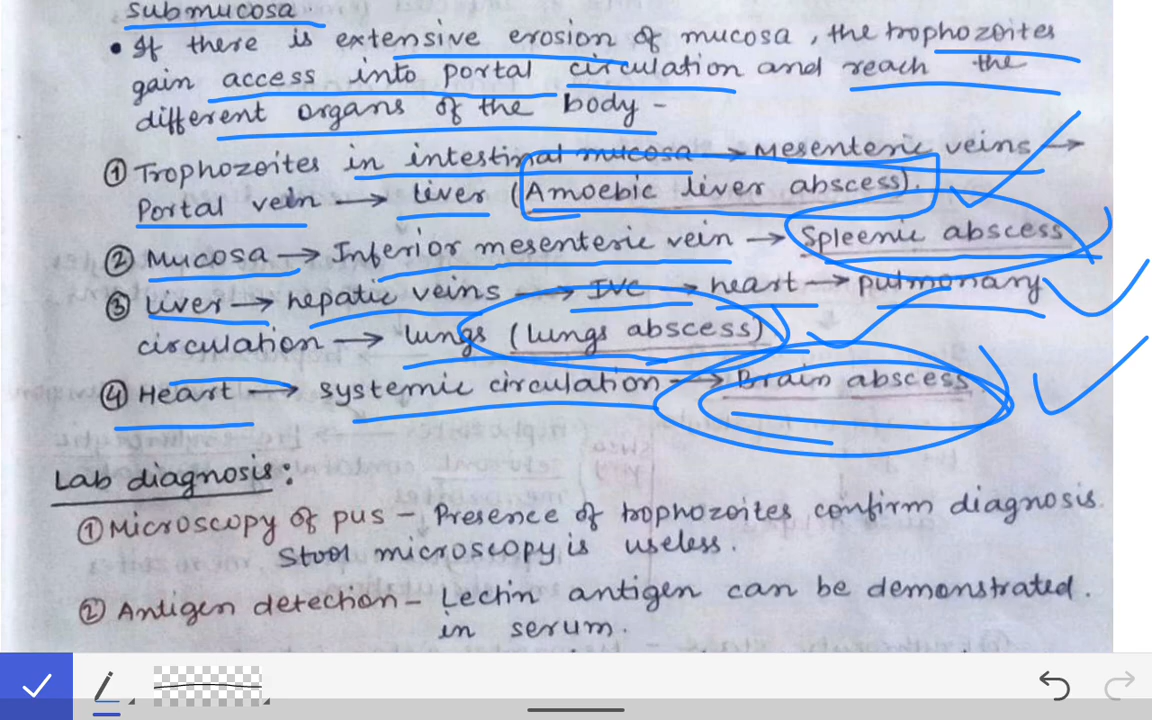 submucosa
• If there is extensive erosion of mucosa, the trophozoites
gain access into portal circulation and reach the
different organs of the body -
① Trophozoites in intestinal mucosa → Mesenteric veins →
Portal vein → liver (Amoebic liver abscess).
② Mucosa → Inferior mesenteric vein → Spleenic abscess
③ Liver → hepatic veins → IVC → heart → pulmonary
circulation → lungs (lungs abscess)
④ Heart → systemic circulation → Brain abscess
Lab diagnosis:
① Microscopy of pus - Presence of trophozoites confirm diagnosis.
Stool microscopy is useless.
② Antigen detection - Lectin antigen can be demonstrated.
in serum.